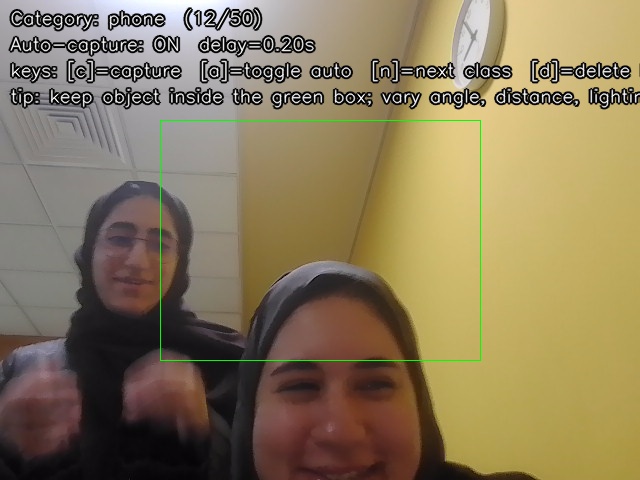 Category: phone (12/50)
Auto-capture: ON delay=0.20s
keys: [c]=capture [a]=toggle auto [n]=next class [d]=delete
tip: keep object inside the green box; vary angle, distance, lightin